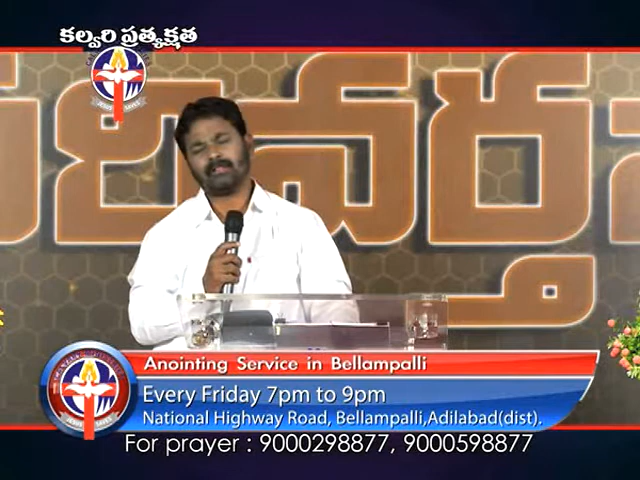 కల్వరి ప్రత్యక్షత
Anointing Service in Bellampalli
Every Friday 7pm to 9pm
National Highway Road, Bellampalli,Adilabad(dist).
For prayer : 9000298877, 9000598877